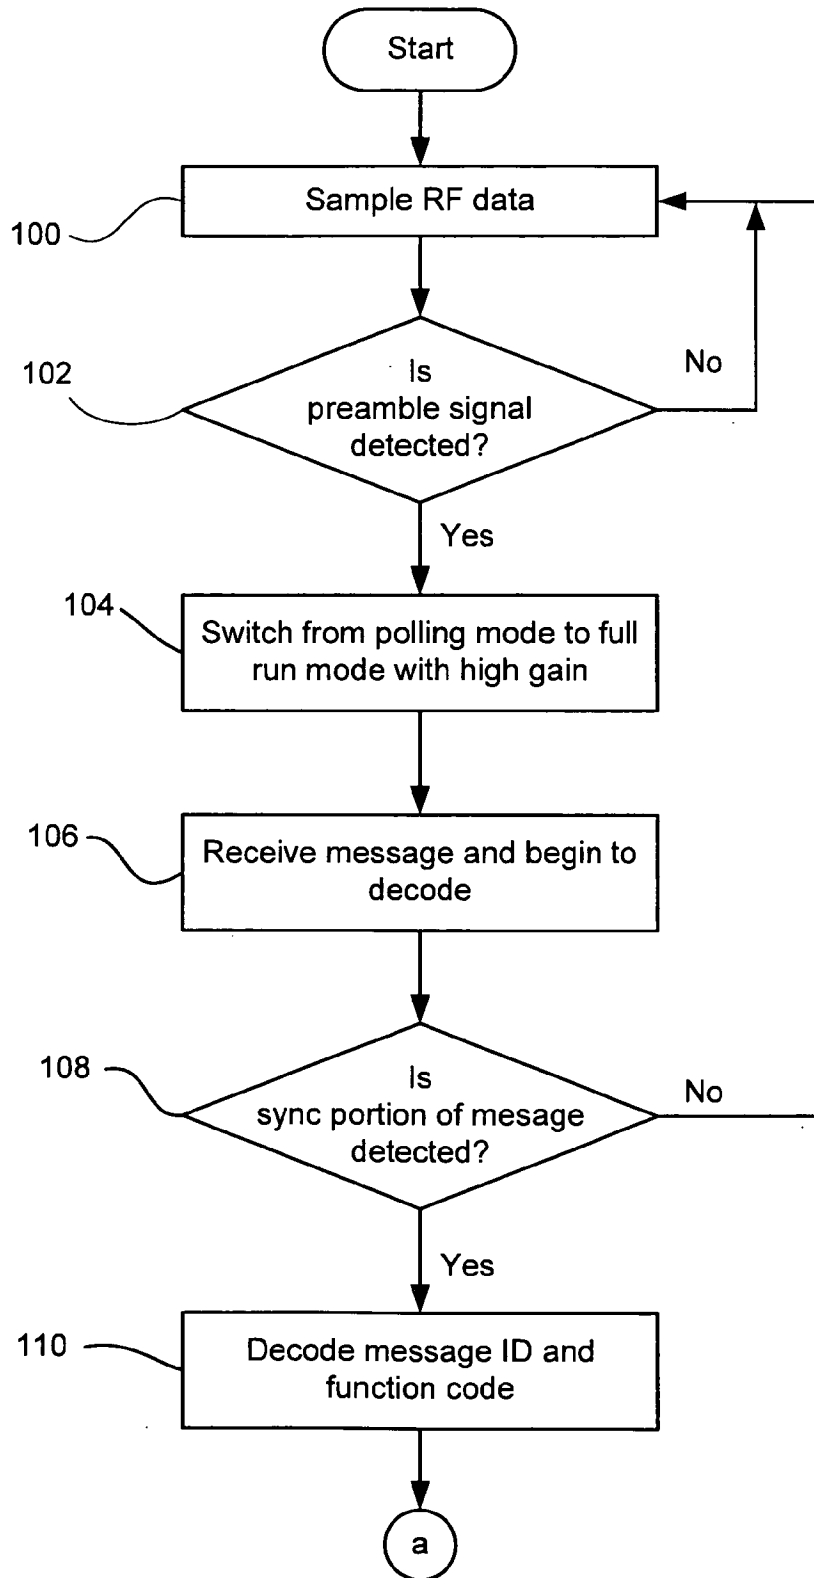 Start
Sample RF data
100
Is
preamble signal
detected?
102
No
Yes
104
Switch from polling mode to full
run mode with high gain
106
Receive message and begin to
decode
108
Is
sync portion of mesage
detected?
No
Yes
110
Decode message ID and
function code
a